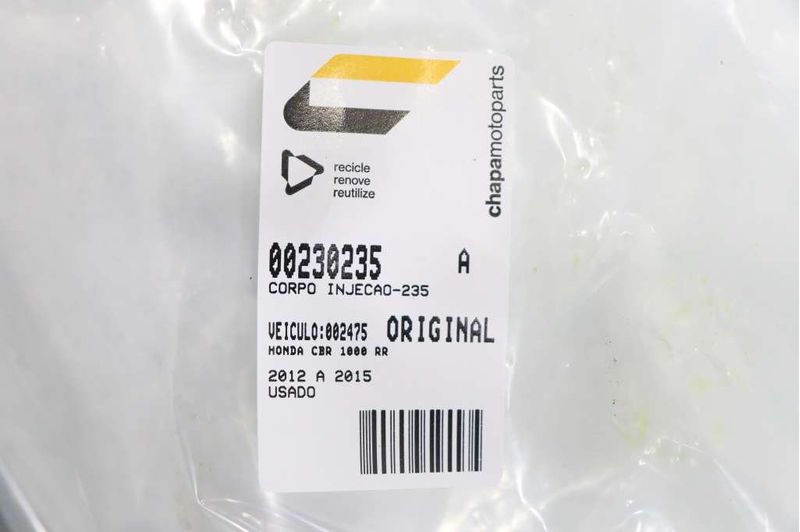 chapamotoparts
recicle
renove
reutilize
00230235 A
CORPO INJECAO-235
VEICULO:002475 ORIGINAL
HONDA CBR 1000 RR
2012 A 2015
USADO